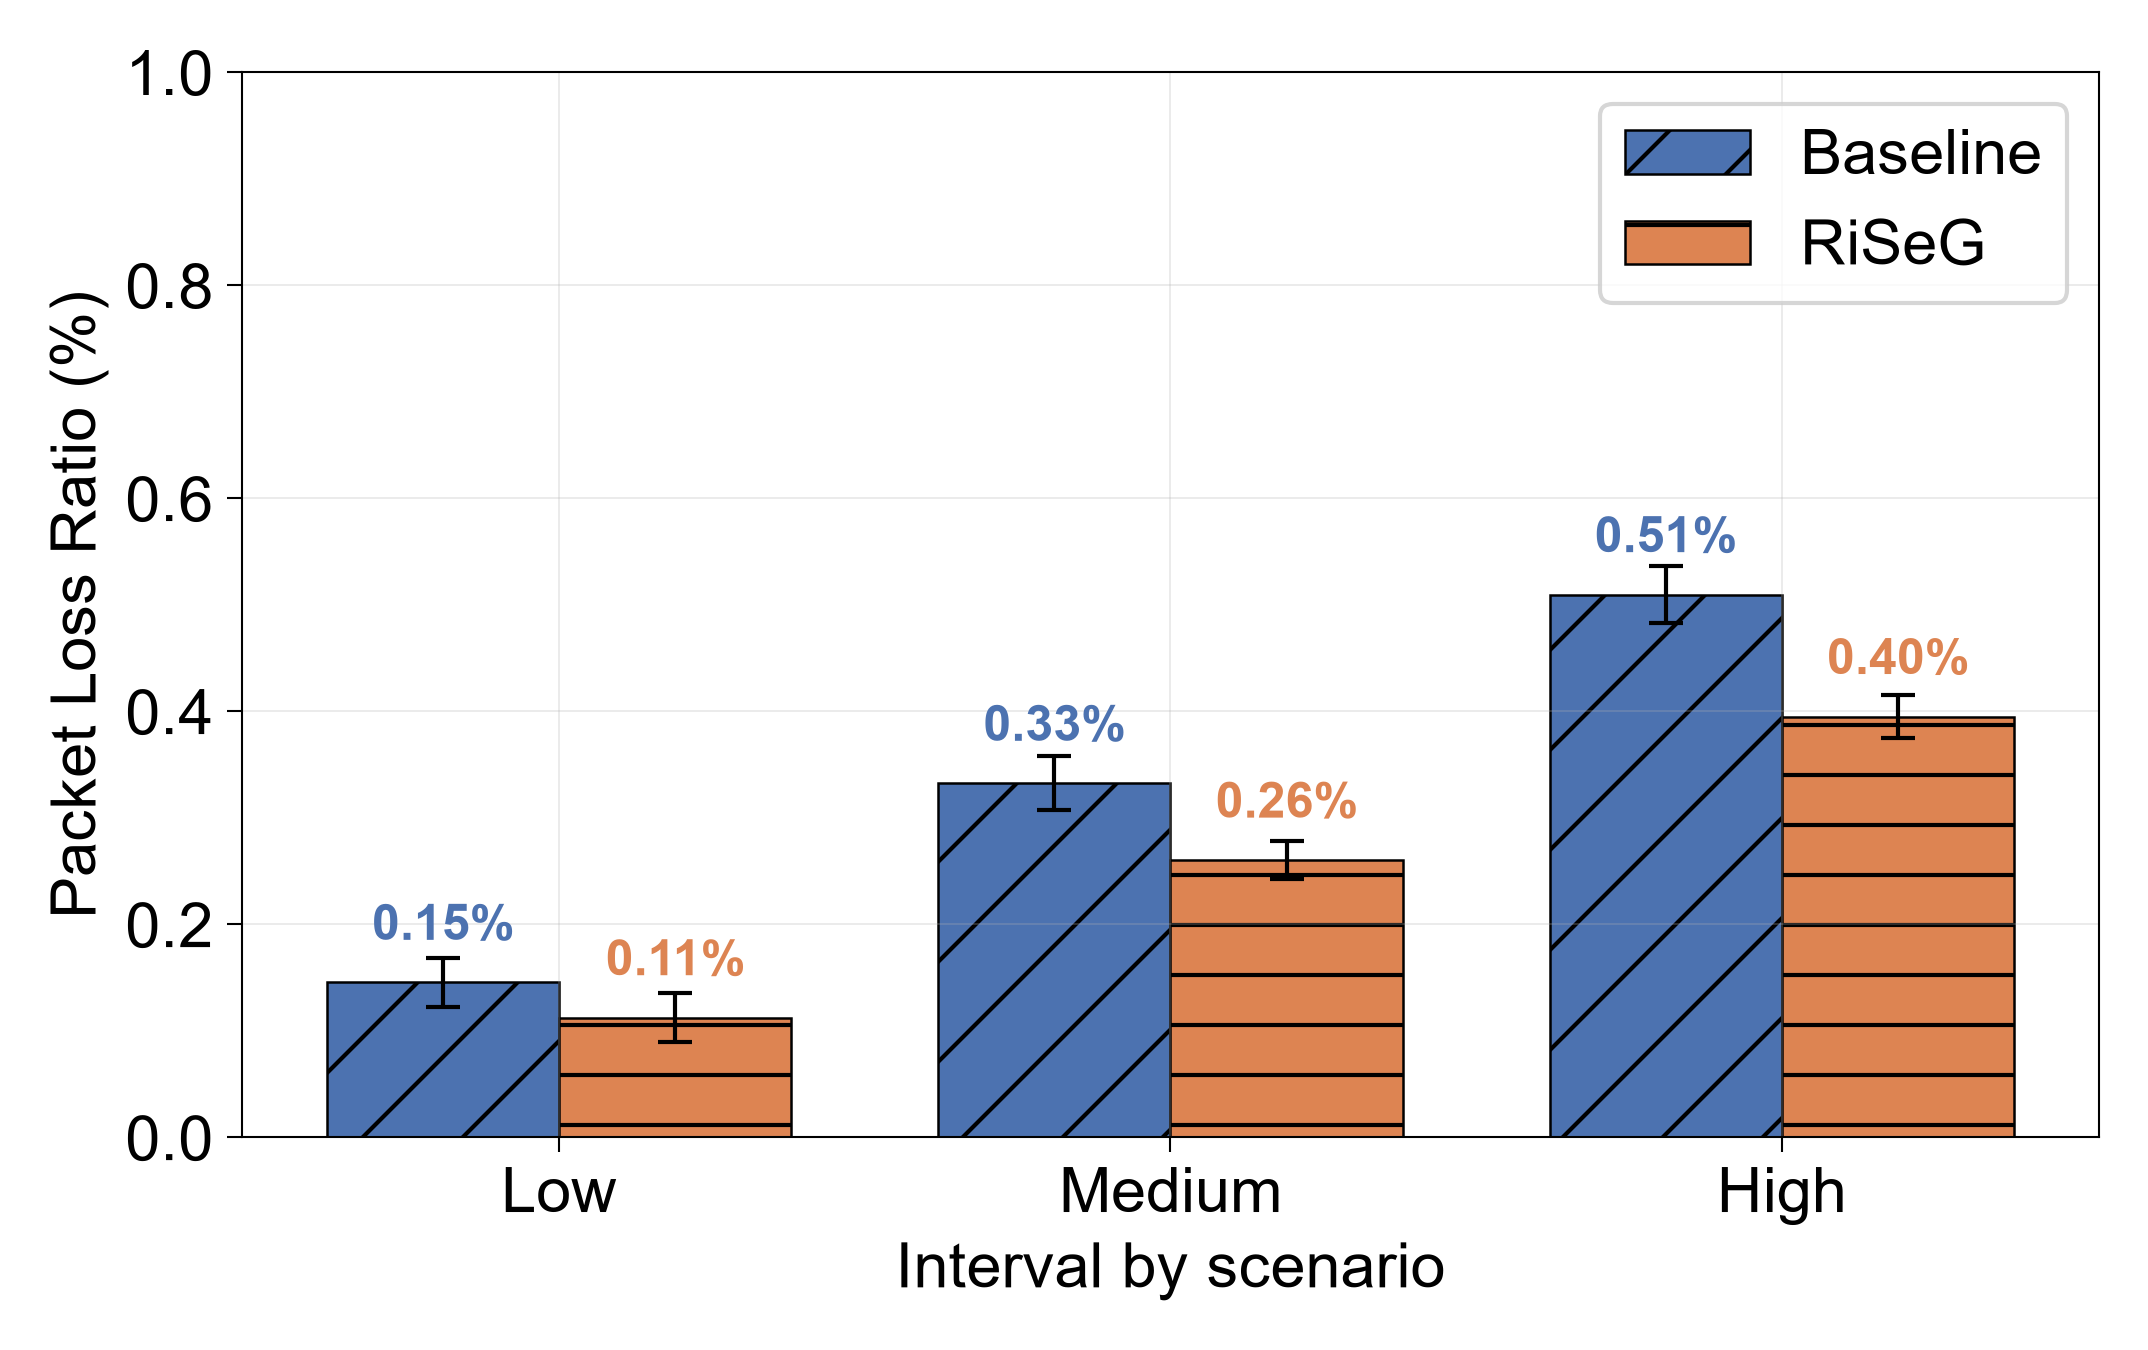 1.0
0.8
0.6
0.4
0.2
0.0
Packet Loss Ratio (%)
Baseline
RiSeG
0.15%
0.11%
0.33%
0.26%
0.51%
0.40%
Low
Medium
High
Interval by scenario